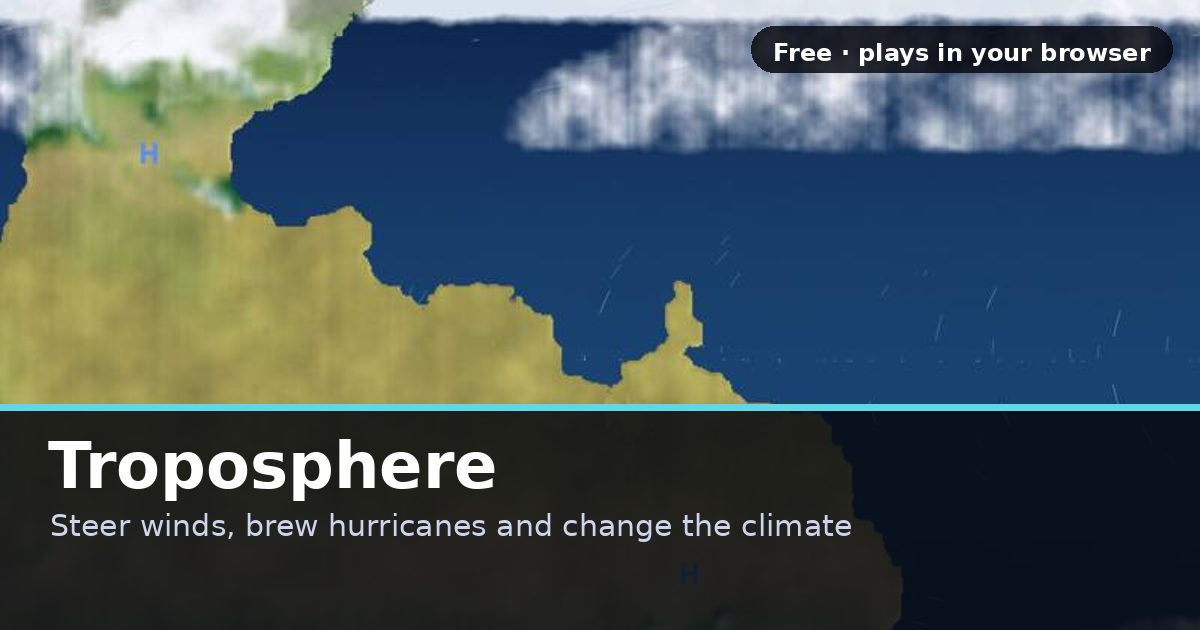 Free · plays in your browser
H
Troposphere
Steer winds, brew hurricanes and change the climate
H